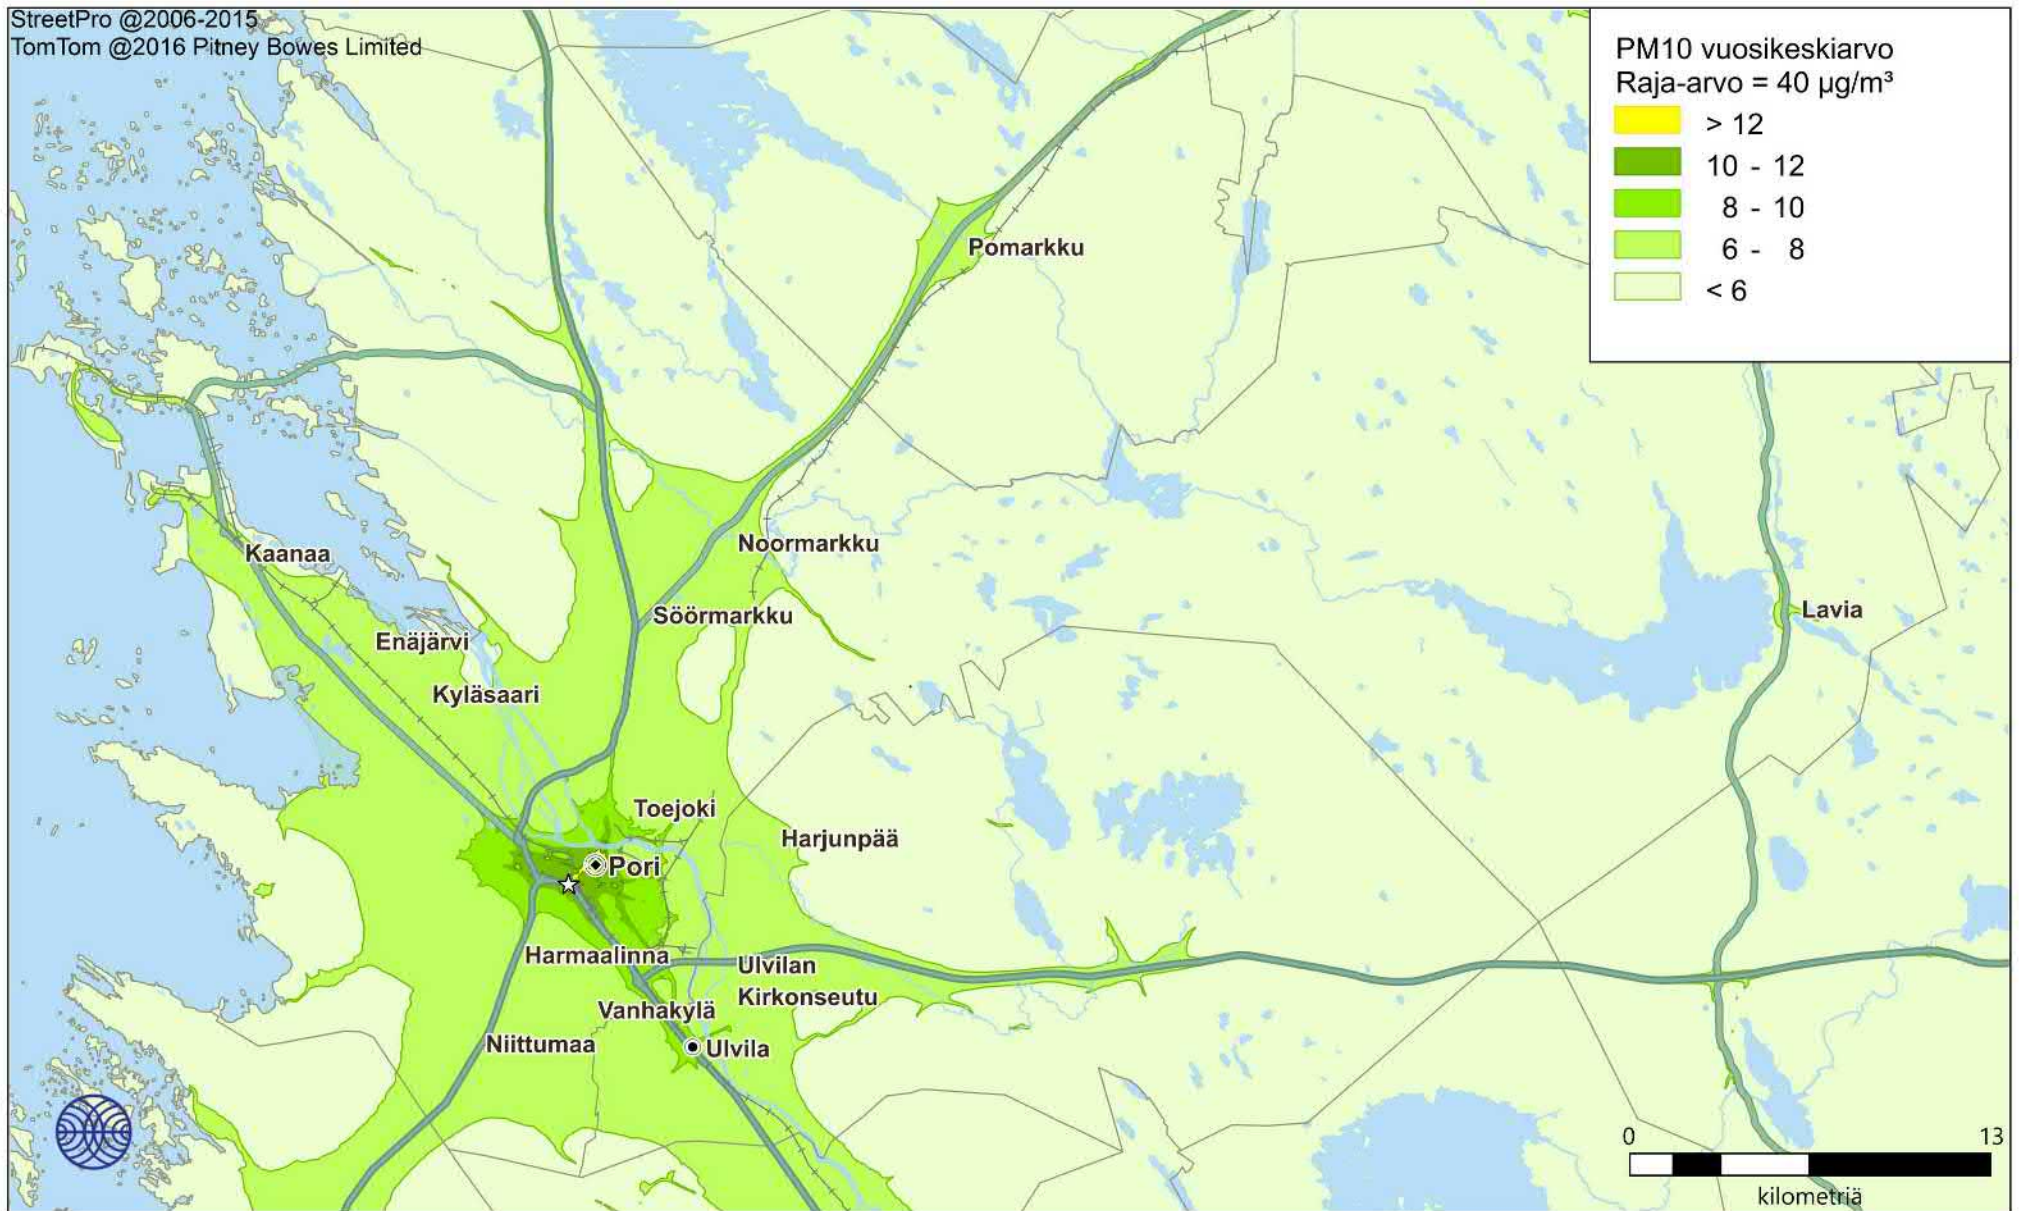 StreetPro @2006-2015
TomTom @2016 Pitney Bowes Limited
PM10 vuosikeskiarvo
Raja-arvo = 40 µg/m³
> 12
10 - 12
8 - 10
6 - 8
< 6
Pomarkku
Noormarkku
Kaanaa
Söörmarkku
Lavia
Enäjärvi
Kyläsaari
Toejoki
Harjunpää
Pori
Harmaalinna
Ulvilan
Kirkonseutu
Vanhakylä
Niittumaa
Ulvila
0 13
kilometriä